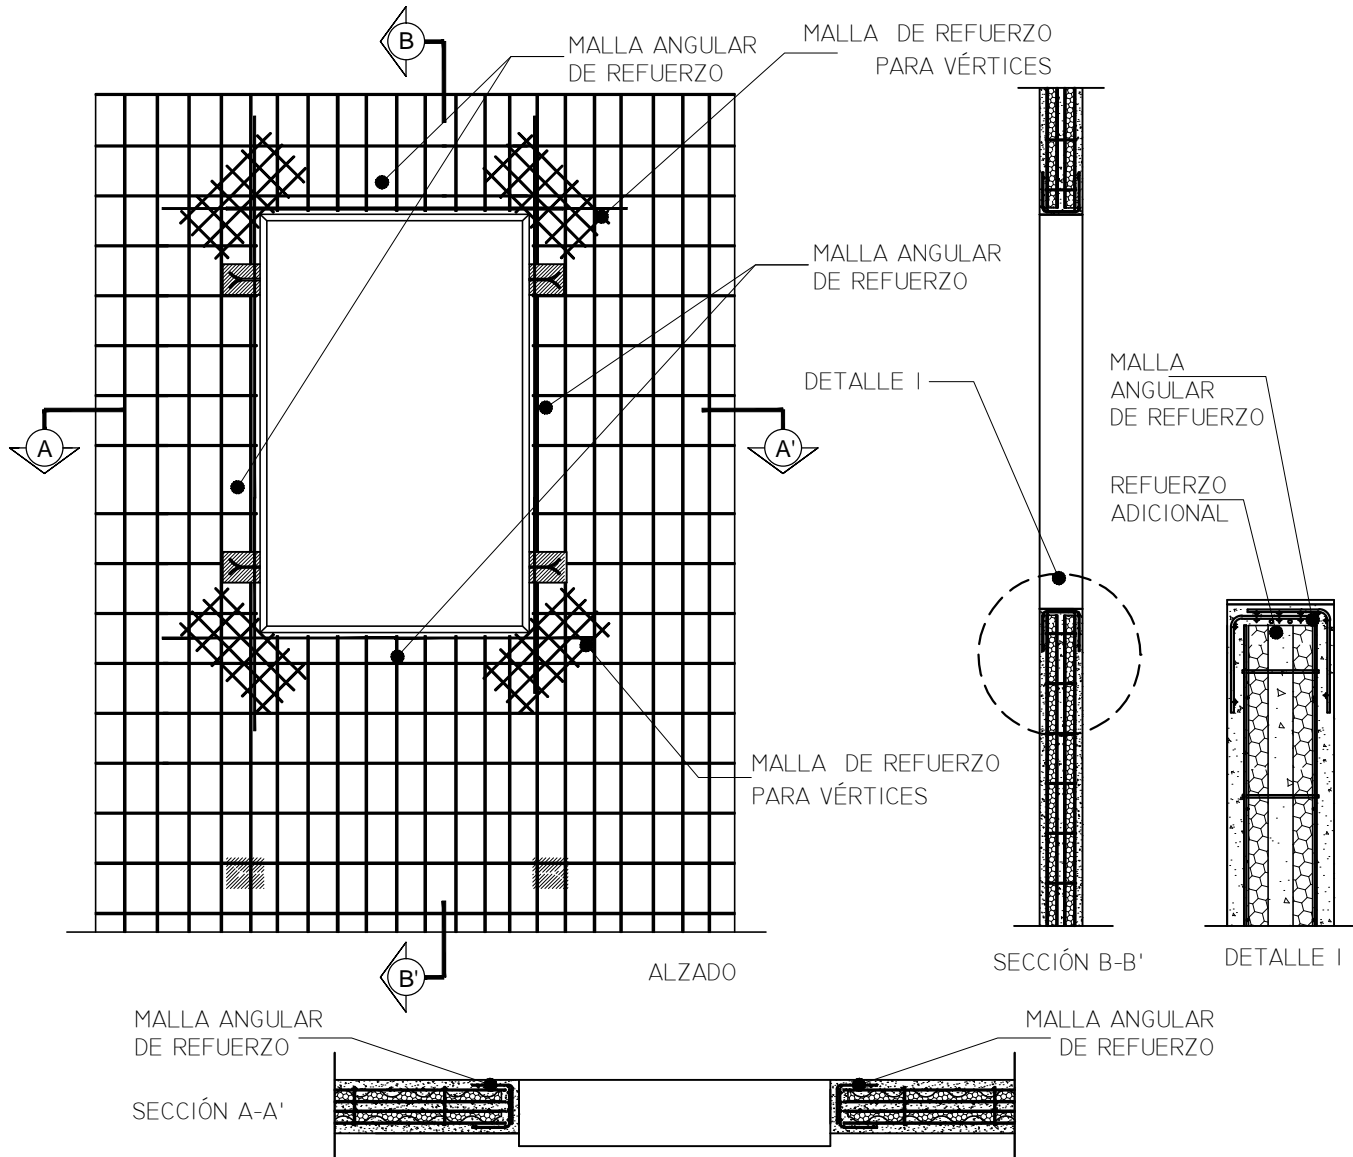 B
MALLA ANGULAR
DE REFUERZO
MALLA DE REFUERZO
PARA VÉRTICES
MALLA ANGULAR
DE REFUERZO
DETALLE I
MALLA
ANGULAR
DE REFUERZO
A
A'
REFUERZO
ADICIONAL
MALLA DE REFUERZO
PARA VÉRTICES
B'
ALZADO
SECCIÓN B-B'
DETALLE I
MALLA ANGULAR
DE REFUERZO
MALLA ANGULAR
DE REFUERZO
SECCIÓN A-A'